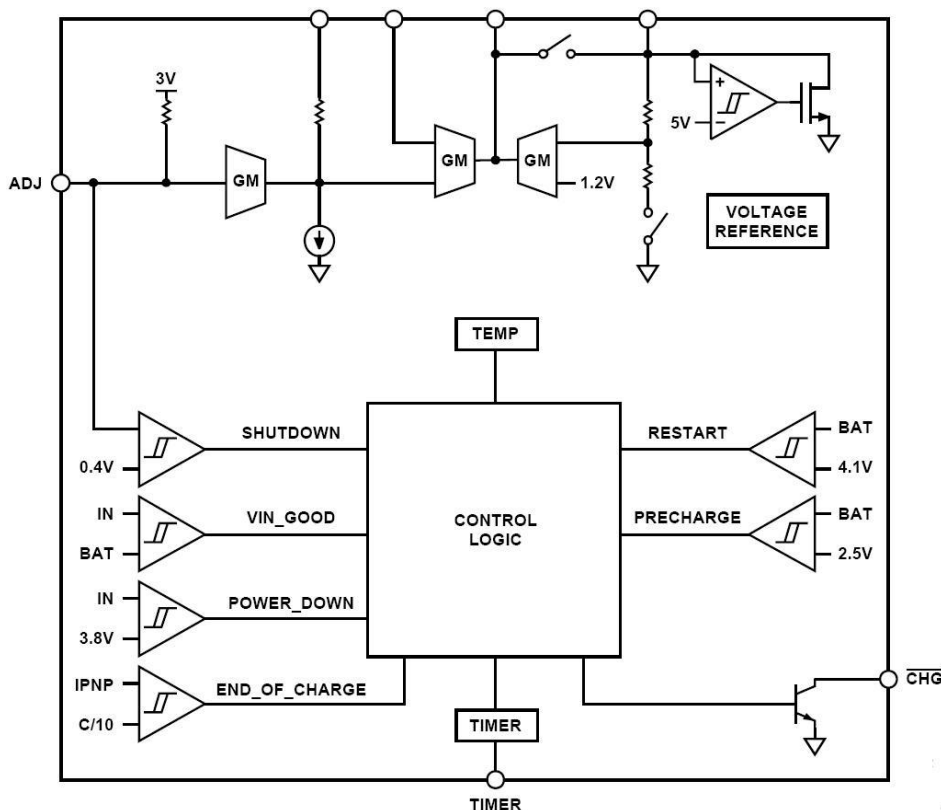 3V
+
5V
−
GM
GM
GM
ADJ
1.2V
VOLTAGE
REFERENCE
TEMP
SHUTDOWN
RESTART
BAT
0.4V
4.1V
IN
VIN_GOOD
PRECHARGE
BAT
CONTROL
LOGIC
BAT
2.5V
IN
POWER_DOWN
3.8V
IPNP
END_OF_CHARGE
CHG
C/10
TIMER
TIMER